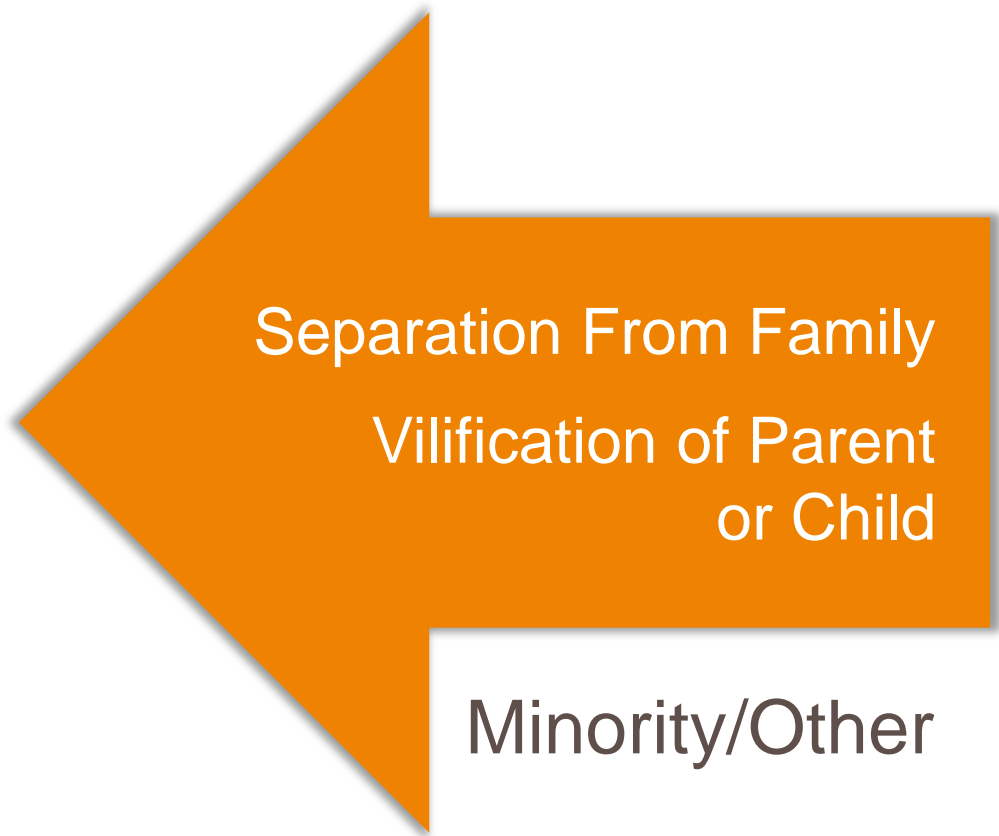 Separation From Family
Vilification of Parent
or Child
Minority/Other